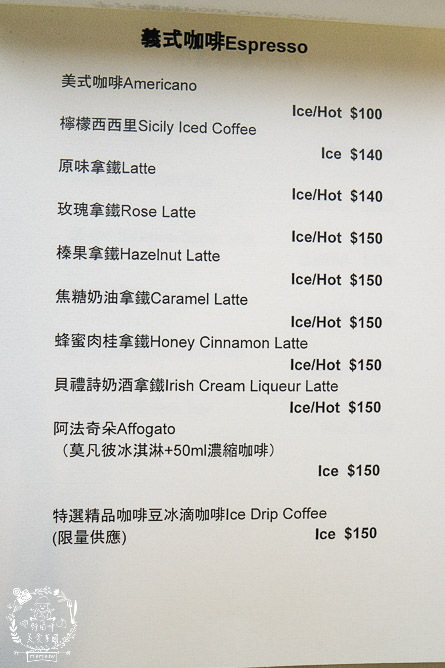 義式咖啡Espresso
美式咖啡Americano
Ice/Hot $100
檸檬西西里Sicily Iced Coffee
Ice $140
原味拿鐵Latte
Ice/Hot $140
玫瑰拿鐵Rose Latte
Ice/Hot $150
榛果拿鐵Hazelnut Latte
Ice/Hot $150
焦糖奶油拿鐵Caramel Latte
Ice/Hot $150
蜂蜜肉桂拿鐵Honey Cinnamon Latte
Ice/Hot $150
貝禮詩奶酒拿鐵Irish Cream Liqueur Latte
Ice/Hot $150
阿法奇朵Affogato
（莫凡彼冰淇淋+50ml濃縮咖啡）
Ice $150
特選精品咖啡豆冰滴咖啡Ice Drip Coffee
(限量供應)
Ice $150